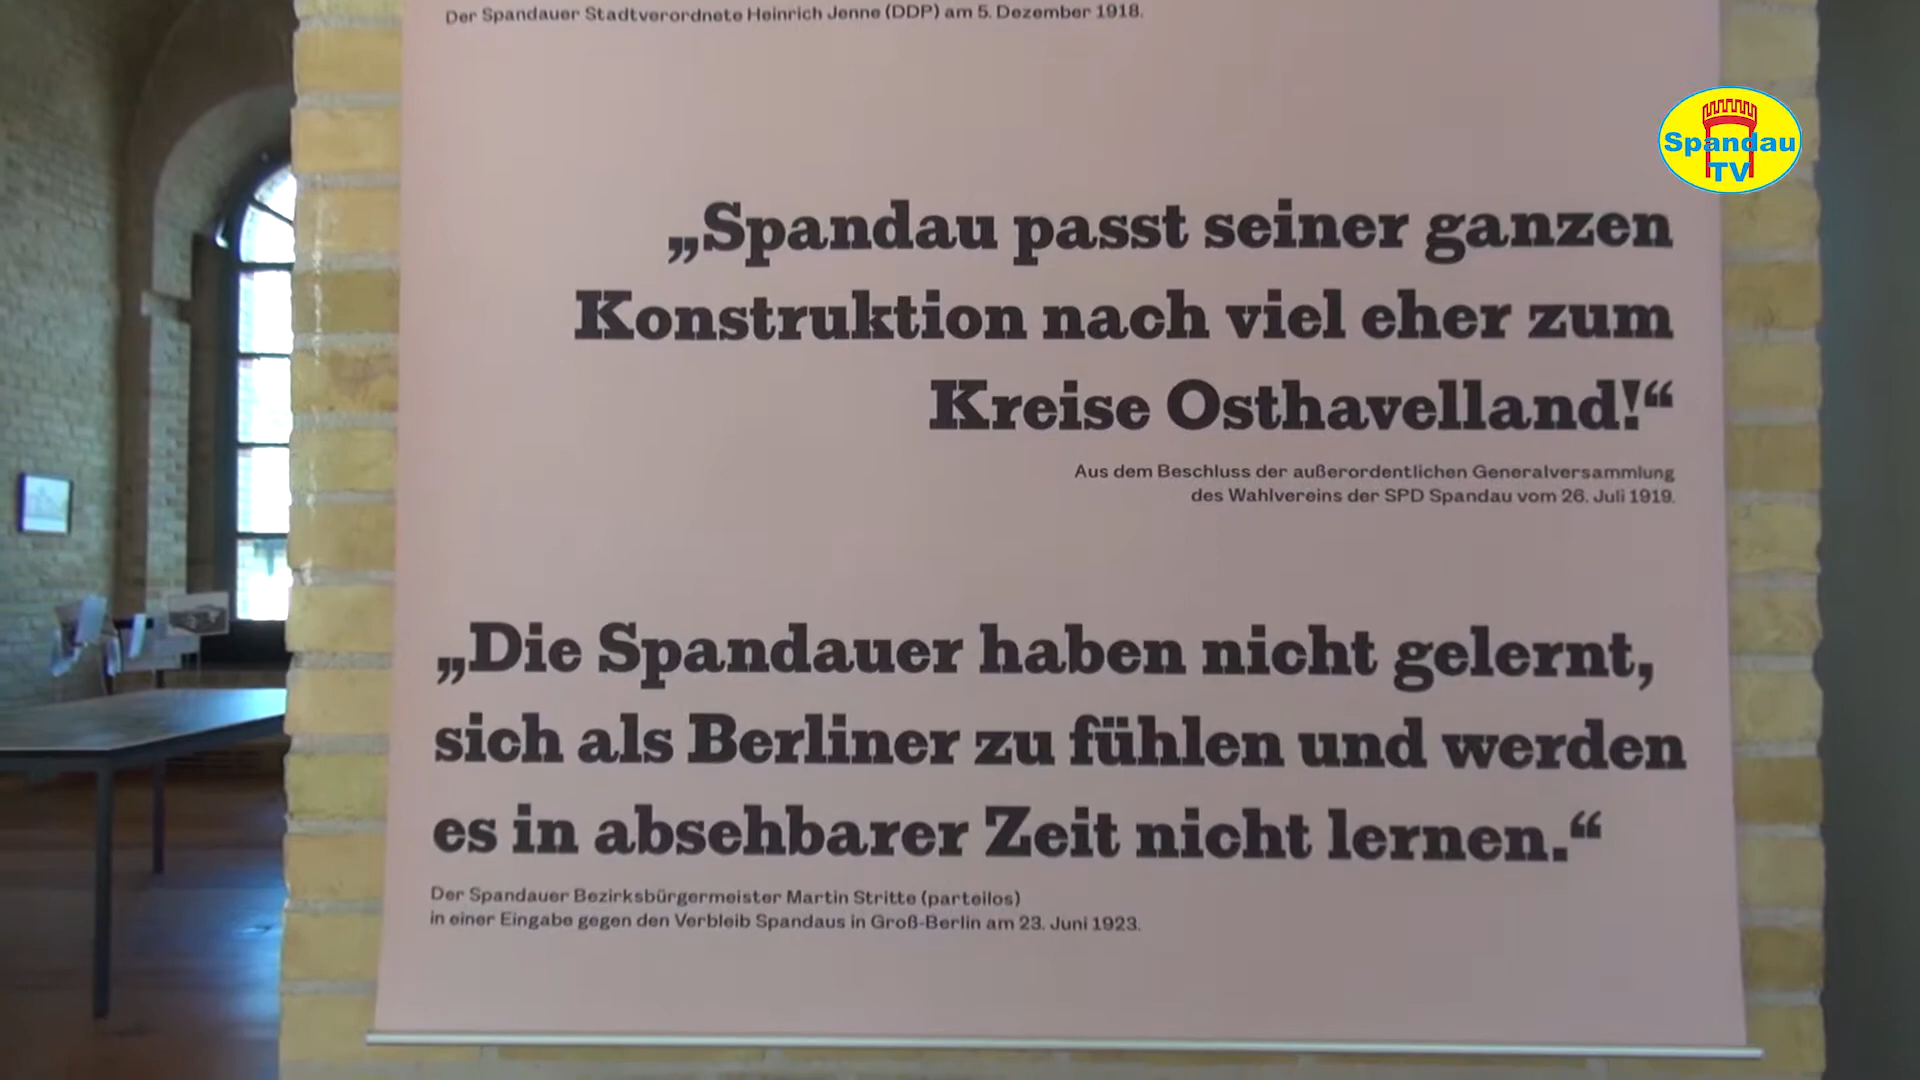 Der Spandauer Stadtverordnete Heinrich Jenne (DDP) am 5. Dezember 1918.
Spandau
TV
„Spandau passt seiner ganzen
Konstruktion nach viel eher zum
Kreise Osthavelland!“
Aus dem Beschluss der außerordentlichen Generalversammlung
des Wahlvereins der SPD Spandau vom 26. Juli 1919.
„Die Spandauer haben nicht gelernt,
sich als Berliner zu fühlen und werden
es in absehbarer Zeit nicht lernen.“
Der Spandauer Bezirksbürgermeister Martin Stritte (parteilos)
in einer Eingabe gegen den Verbleib Spandaus in Groß-Berlin am 23. Juni 1923.